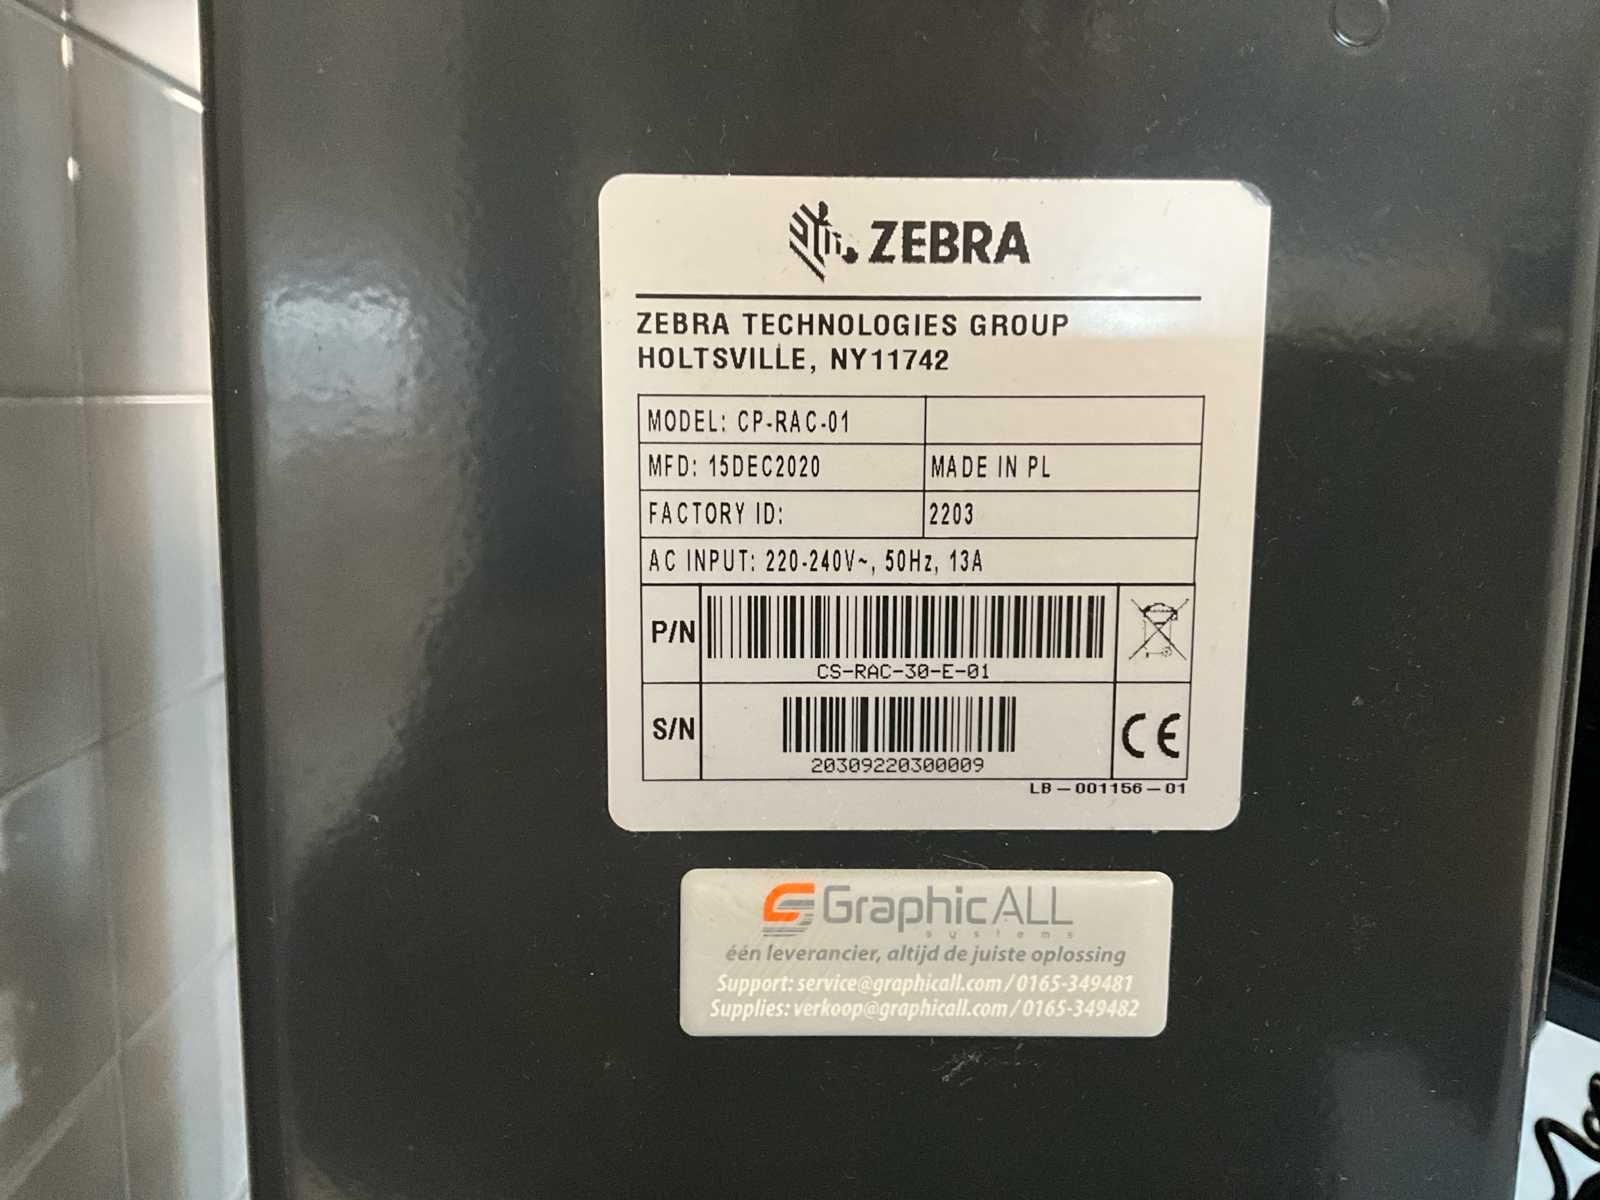 ZEBRA
ZEBRA TECHNOLOGIES GROUP
HOLTSVILLE, NY11742
MODEL: CP-RAC-01
MFD: 15DEC2020 MADE IN PL
FACTORY ID: 2203
AC INPUT: 220-240V~, 50Hz, 13A
P/N
CS-RAC-30-E-01
S/N
20309220300009
CE
LB-001156-01
GraphicALL
systems
één leverancier, altijd de juiste oplossing
Support: service@graphicall.com / 0165-349481
Supplies: verkoop@graphicall.com / 0165-349482